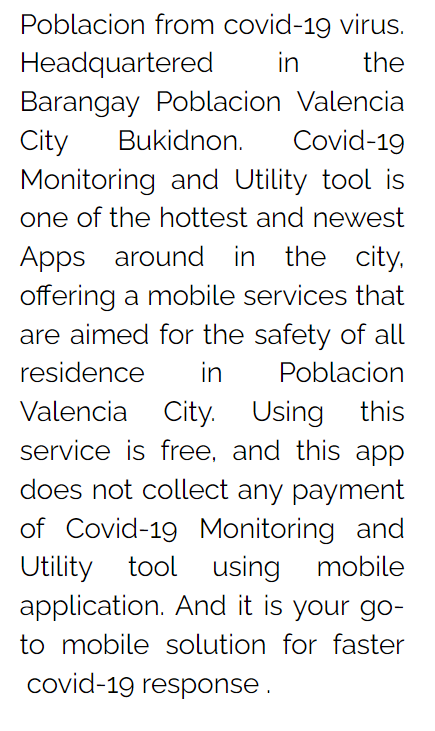 Poblacion from covid-19 virus.
Headquartered in the
Barangay Poblacion Valencia
City Bukidnon. Covid-19
Monitoring and Utility tool is
one of the hottest and newest
Apps around in the city,
offering a mobile services that
are aimed for the safety of all
residence in Poblacion
Valencia City. Using this
service is free, and this app
does not collect any payment
of Covid-19 Monitoring and
Utility tool using mobile
application. And it is your go-
to mobile solution for faster
covid-19 response .